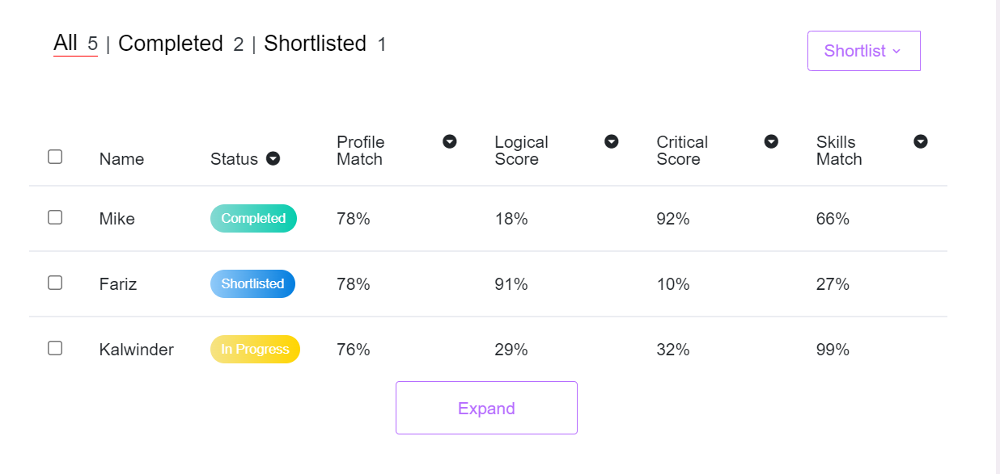 All 5 | Completed 2 | Shortlisted 1
Shortlist
Name Status Profile Match Logical Score Critical Score Skills Match
Mike Completed 78% 18% 92% 66%
Fariz Shortlisted 78% 91% 10% 27%
Kalwinder In Progress 76% 29% 32% 99%
Expand